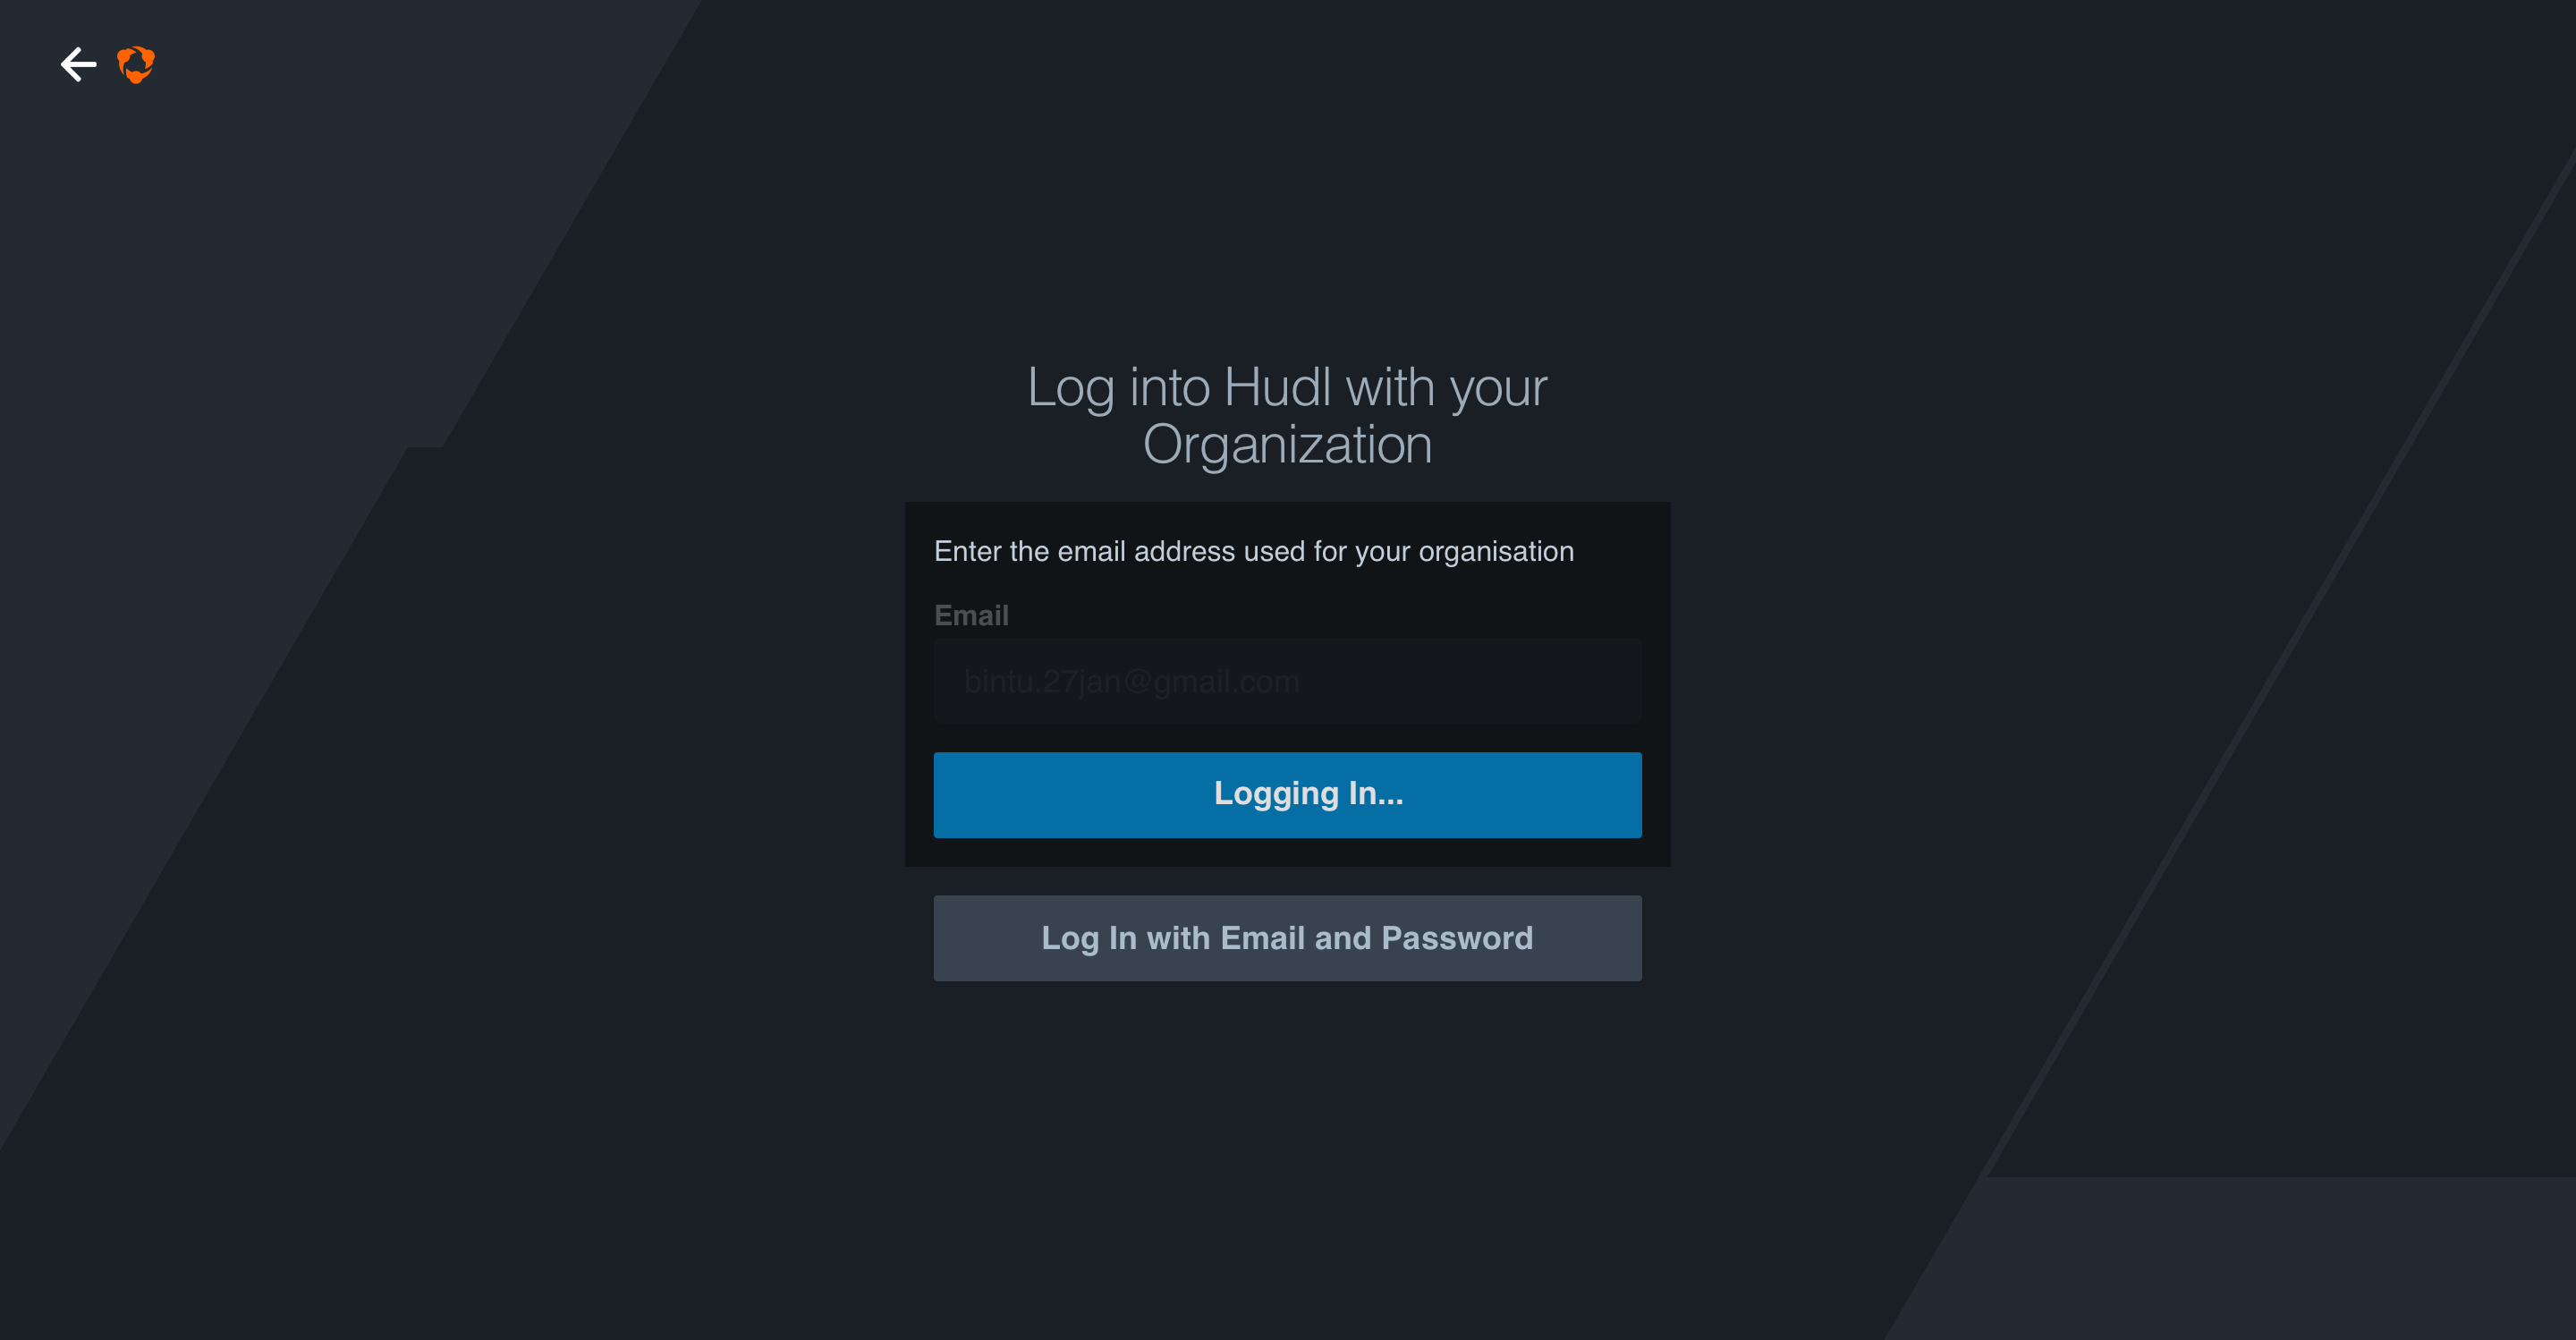 Log into Hudl with your
Organization
Enter the email address used for your organisation
Email
bintu.27jan@gmail.com
Logging In...
Log In with Email and Password